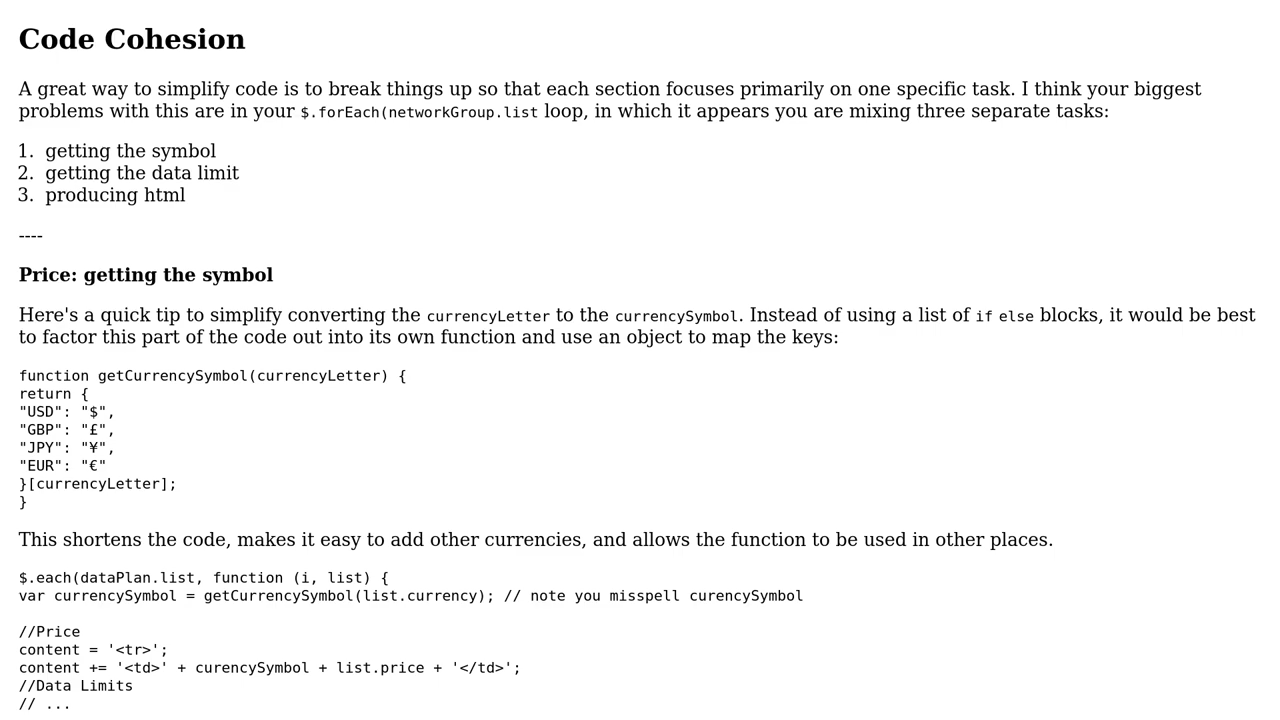 Code Cohesion
A great way to simplify code is to break things up so that each section focuses primarily on one specific task. I think your biggest
problems with this are in your $.forEach(networkGroup.list loop, in which it appears you are mixing three separate tasks:
1. getting the symbol
2. getting the data limit
3. producing html
----
Price: getting the symbol
Here's a quick tip to simplify converting the currencyLetter to the currencySymbol. Instead of using a list of if else blocks, it would be best
to factor this part of the code out into its own function and use an object to map the keys:
function getCurrencySymbol(currencyLetter) {
return {
"USD": "$",
"GBP": "£",
"JPY": "¥",
"EUR": "€"
}[currencyLetter];
}
This shortens the code, makes it easy to add other currencies, and allows the function to be used in other places.
$.each(dataPlan.list, function (i, list) {
var currencySymbol = getCurrencySymbol(list.currency); // note you misspell curencySymbol
//Price
content = '<tr>';
content += '<td>' + curencySymbol + list.price + '</td>';
//Data Limits
// ...